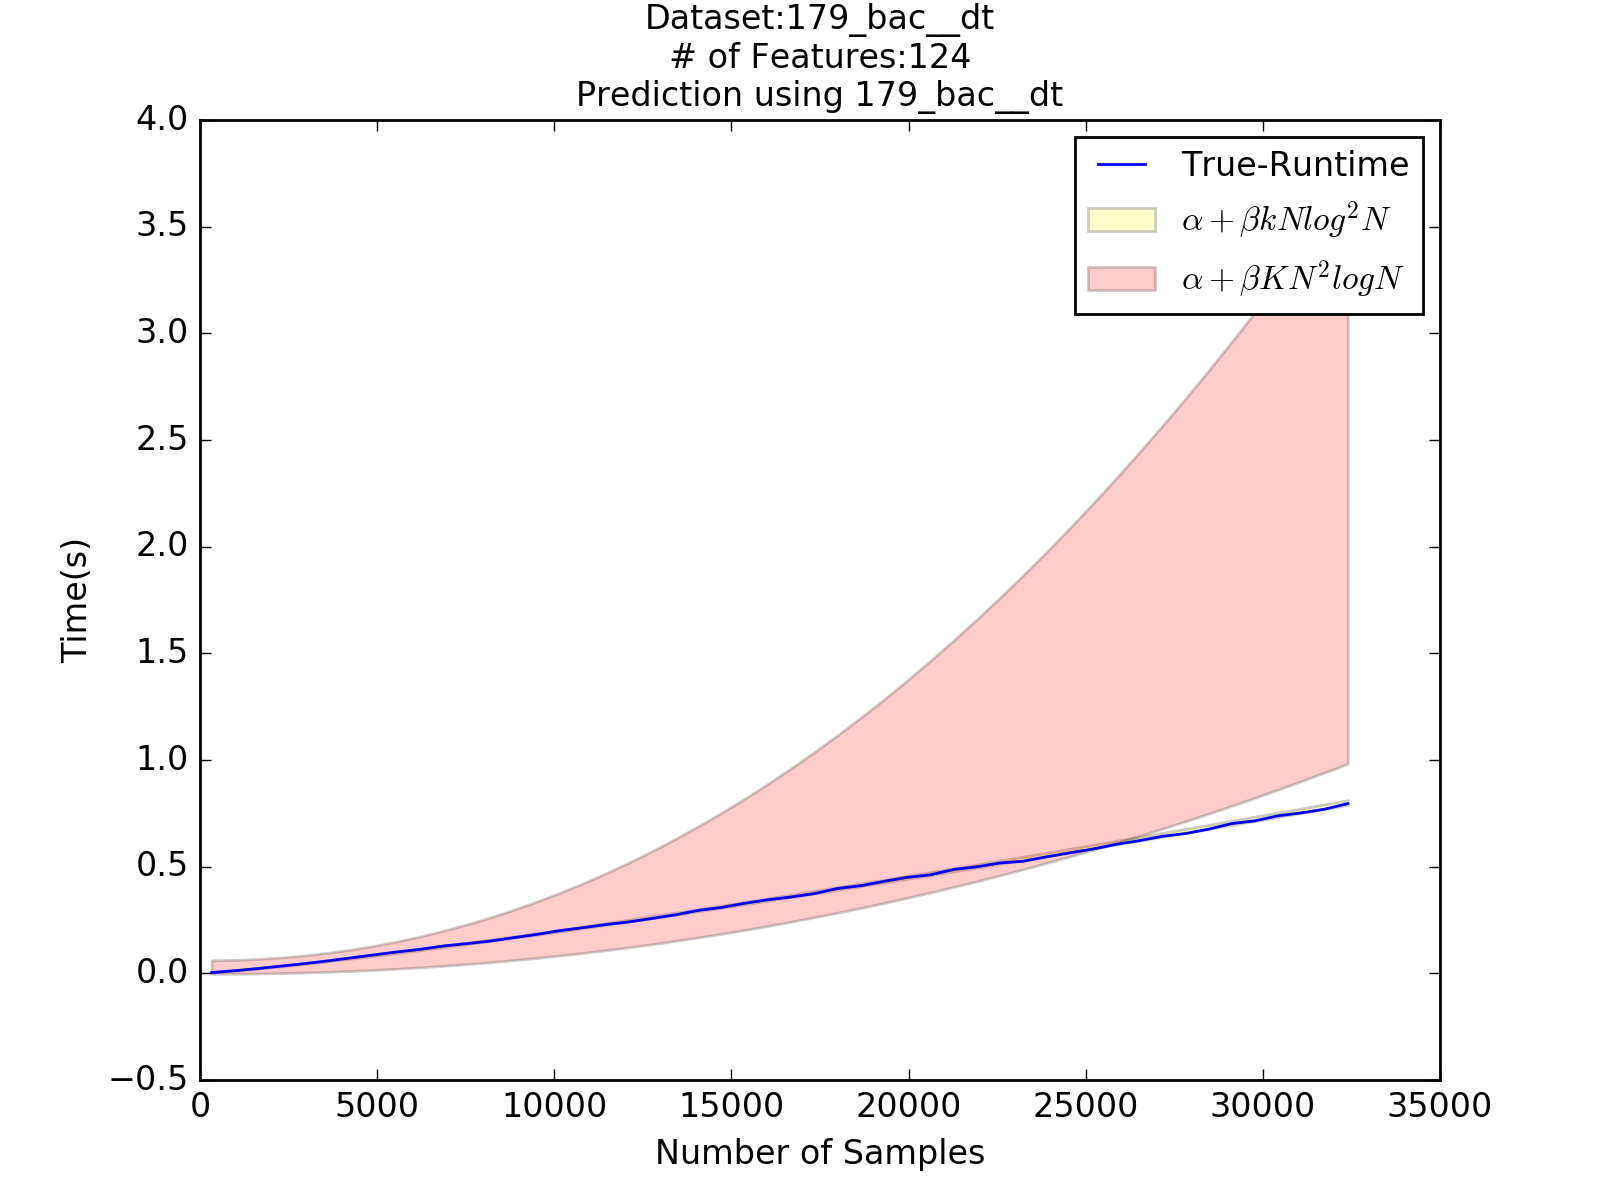 Dataset:179_bac__dt
# of Features:124
Prediction using 179_bac__dt
4.0
3.5
3.0
2.5
2.0
1.5
1.0
0.5
0.0
−0.5
Time(s)
True-Runtime
α + βkNlog²N
α + βKN²logN
0 5000 10000 15000 20000 25000 30000 35000
Number of Samples